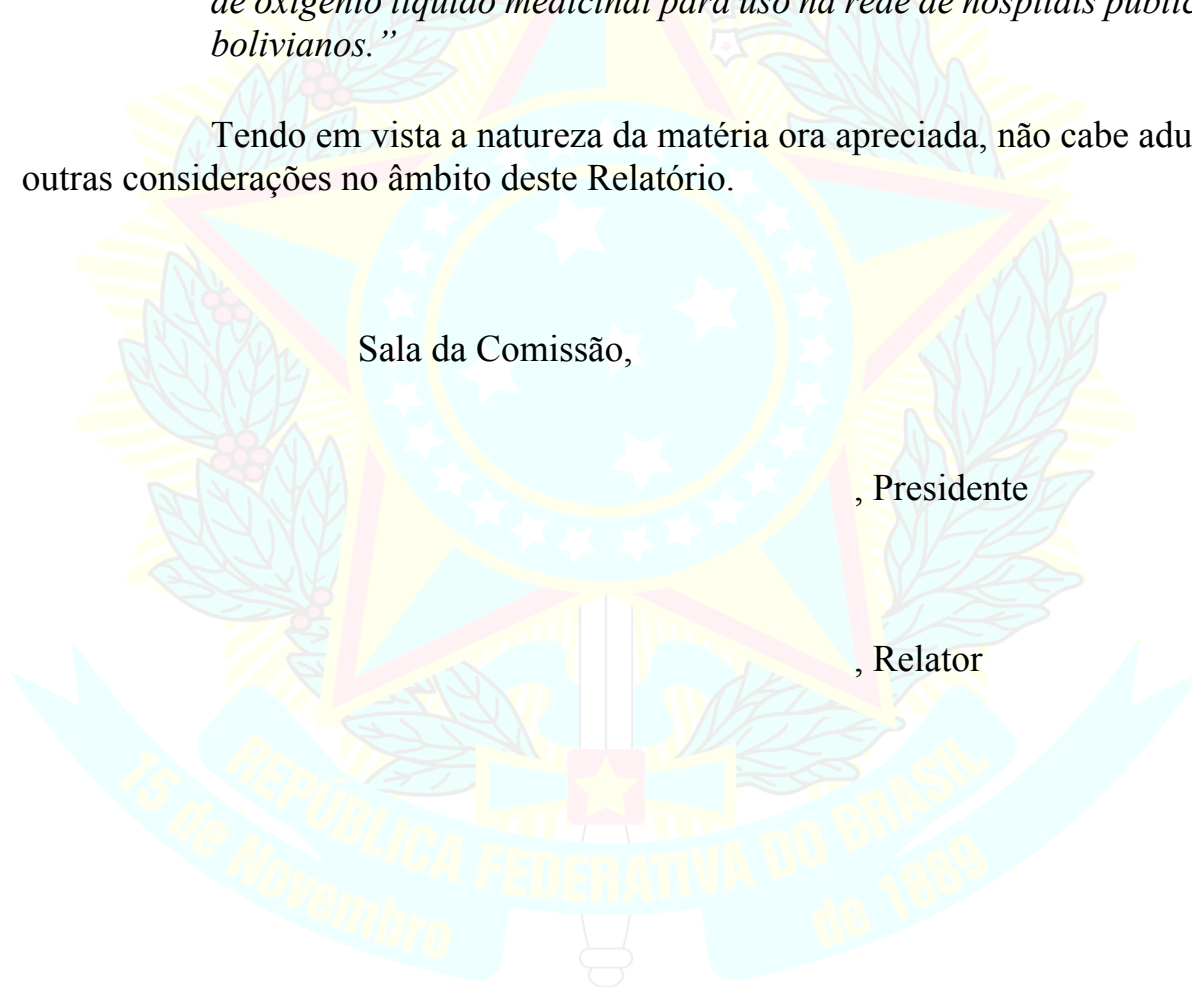 de oxigênio líquido medicinal para uso na rede de hospitais públic
bolivianos.”
Tendo em vista a natureza da matéria ora apreciada, não cabe adu
outras considerações no âmbito deste Relatório.
Sala da Comissão,
, Presidente
, Relator
REPÚBLICA FEDERATIVA DO BRASIL
15 de Novembro
de 1889